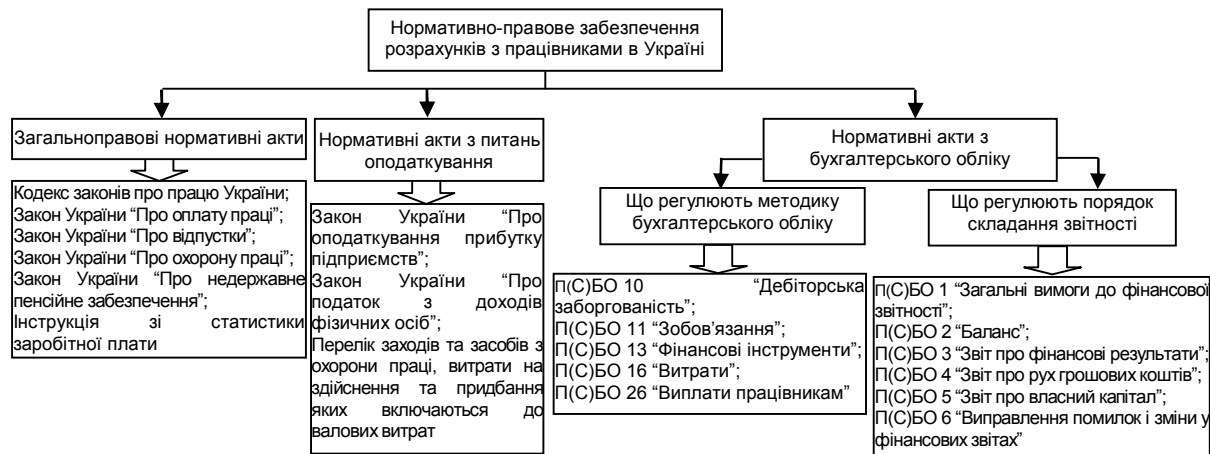 Нормативно-правове забезпечення
розрахунків з працівниками в Україні
Загальноправові нормативні акти
Нормативні акти з питань
оподаткування
Нормативні акти з
бухгалтерського обліку
Що регулюють методику
бухгалтерського обліку
Що регулюють порядок
складання звітності
Кодекс законів про працю України;
Закон України “Про оплату праці”;
Закон України “Про відпустки”;
Закон України “Про охорону праці”;
Закон України “Про недержавне
пенсійне забезпечення”;
Інструкція зі статистики
заробітної плати
Закон України “Про
оподаткування прибутку
підприємств”;
Закон України “Про
податок з доходів
фізичних осіб”;
Перелік заходів та засобів з
охорони праці, витрати на
здійснення та придбання
яких включаються до
валових витрат
П(С)БО 10 “Дебіторська
заборгованість”;
П(С)БО 11 “Зобов’язання”;
П(С)БО 13 “Фінансові інструменти”;
П(С)БО 16 “Витрати”;
П(С)БО 26 “Виплати працівникам”
П(С)БО 1 “Загальні вимоги до фінансової
звітності”;
П(С)БО 2 “Баланс”;
П(С)БО 3 “Звіт про фінансові результати”;
П(С)БО 4 “Звіт про рух грошових коштів”;
П(С)БО 5 “Звіт про власний капітал”;
П(С)БО 6 “Виправлення помилок і зміни у
фінансових звітах”